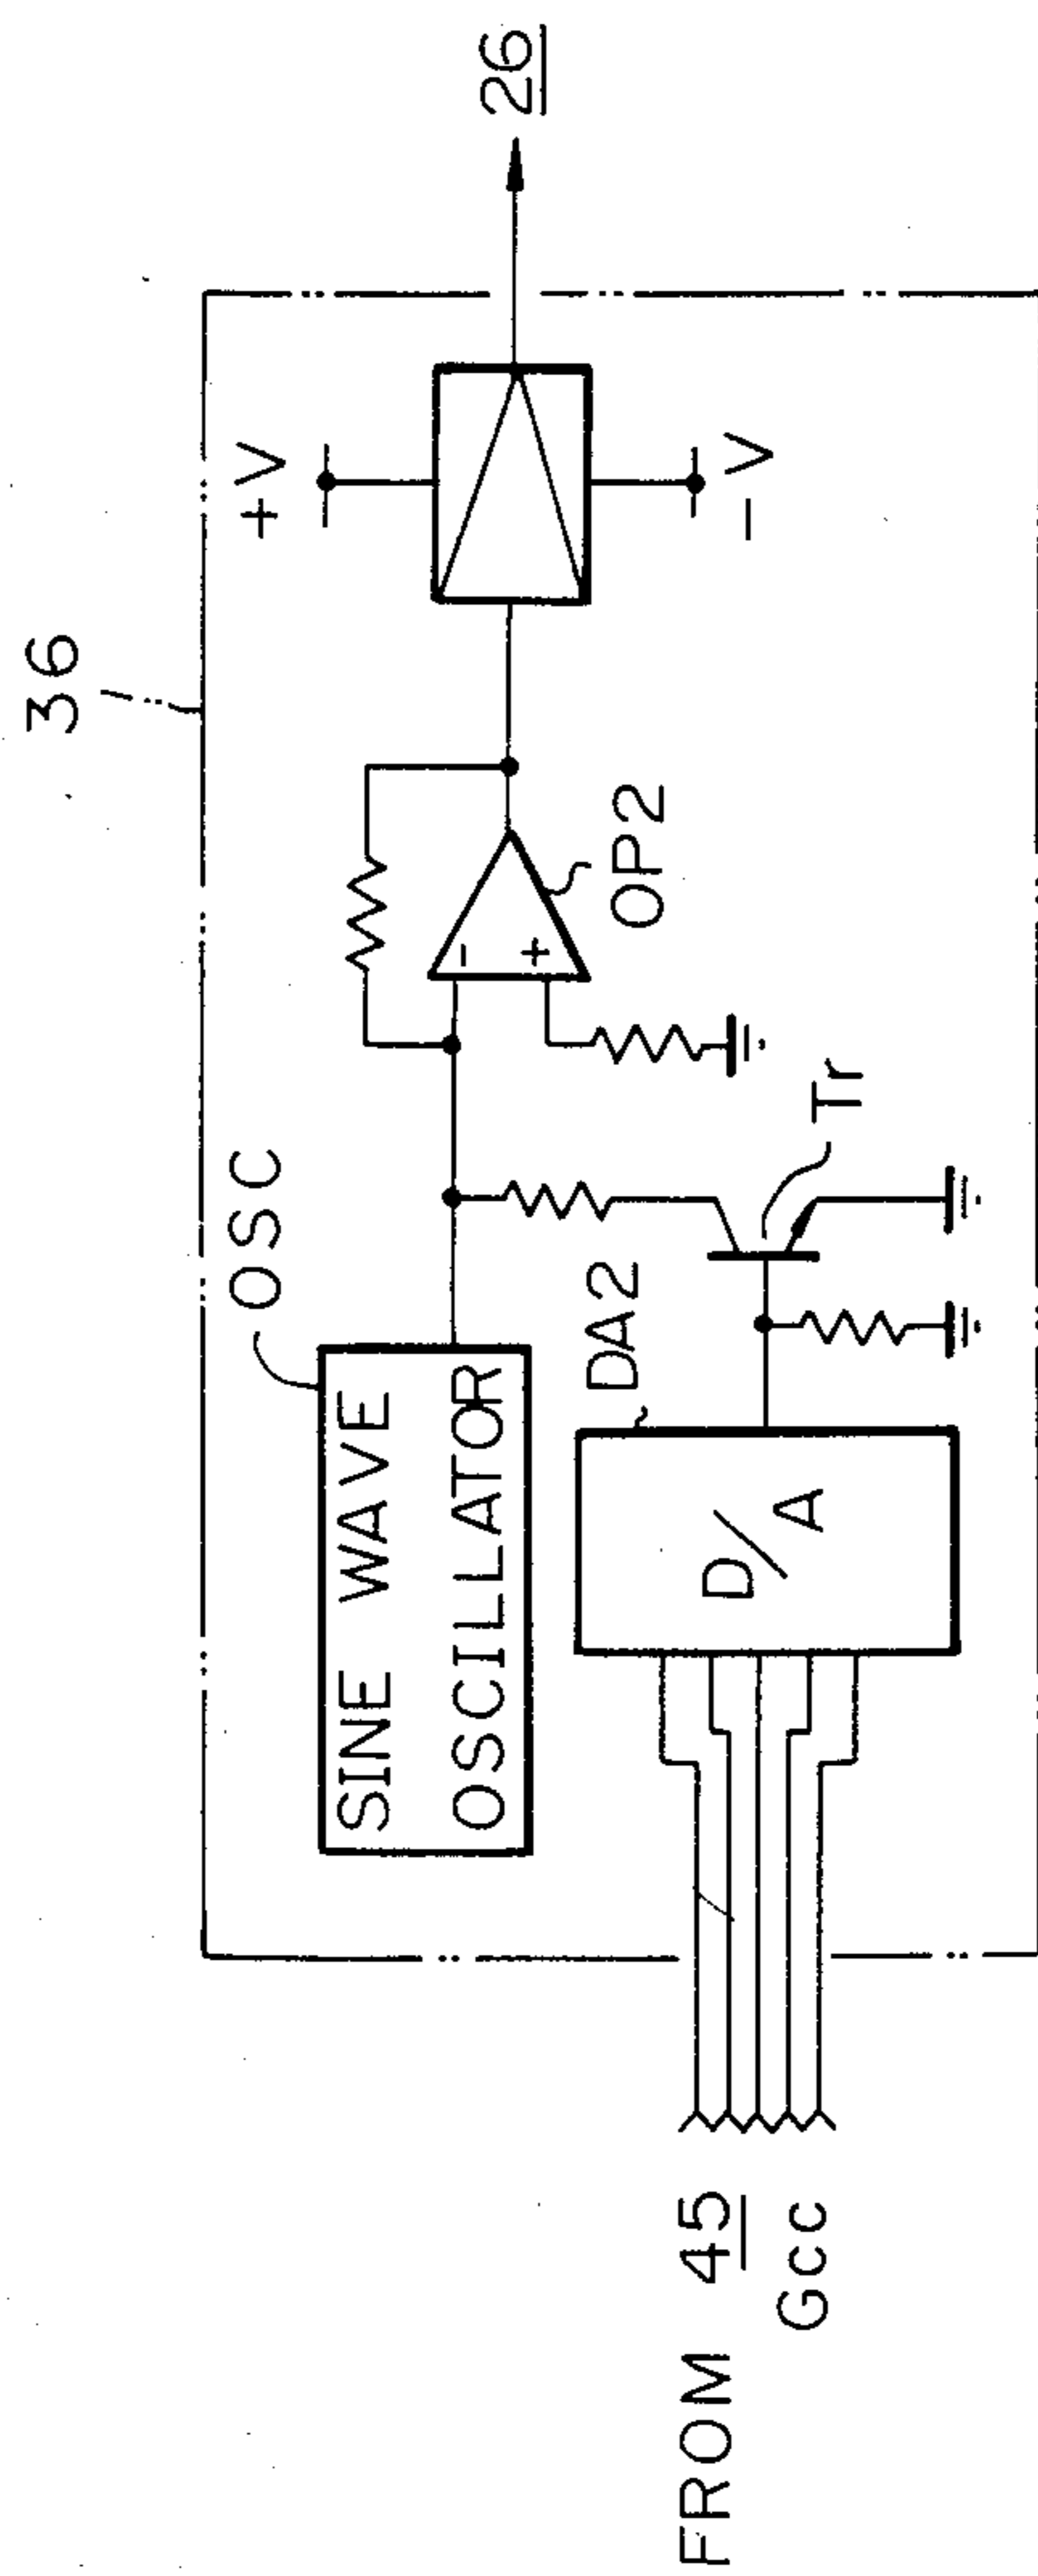 36
OSC
SINE WAVE
OSCILLATOR
+V
26
-
+
OP2
-V
DA2
Tr
D/A
FROM 45
Gcc